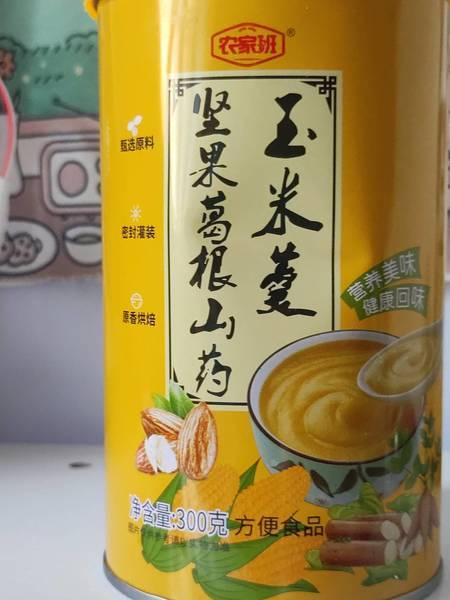 农家班®
玉米羹
坚果葛根山药
甄选原料
密封灌装
原香烘焙
营养美味
健康回味
净含量:300克
方便食品